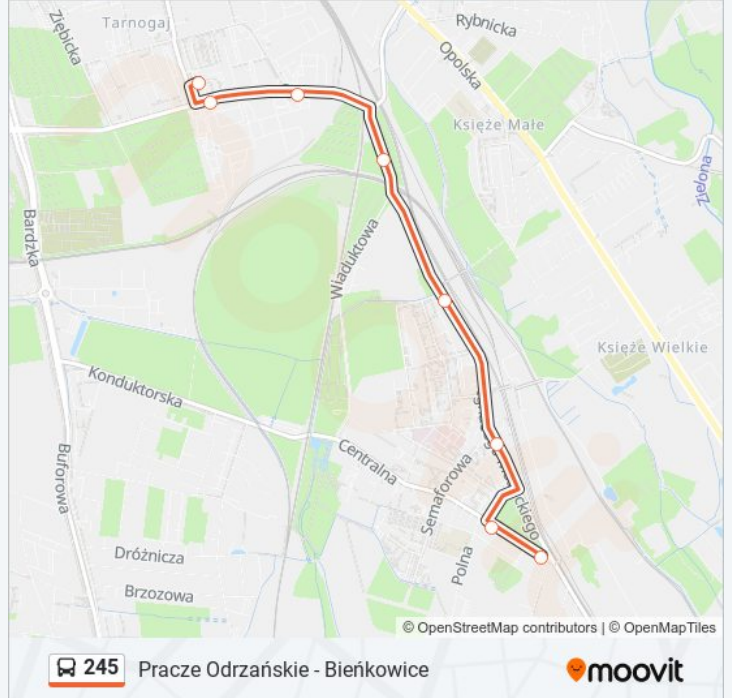 Ziębicka
Tarnogaj
Rybnicka
Opolska
Księże Małe
Zielona
Bardzka
Wiaduktowa
Księże Wielkie
Konduktorska
Buforowa
Centralna
Semaforowa
ckiego
Polna
Dróżnicza
Brzozowa
© OpenStreetMap contributors | © OpenMapTiles
245 Pracze Odrzańskie - Bieńkowice
moovit